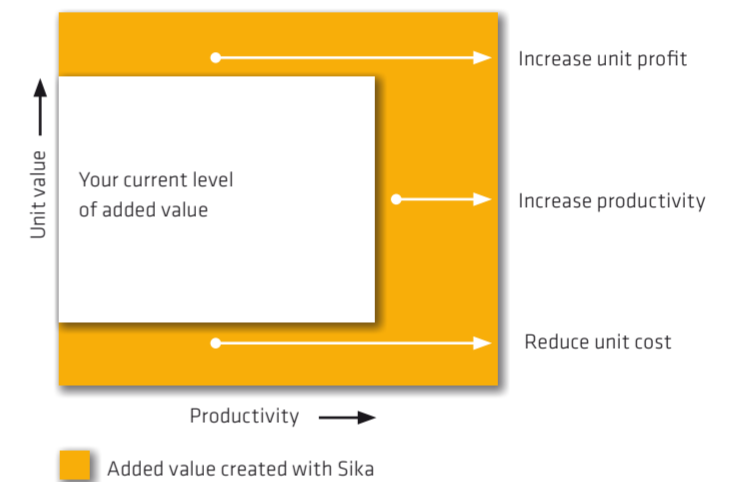 Increase unit profit
Unit value
Your current level
of added value
Increase productivity
Reduce unit cost
Productivity
Added value created with Sika